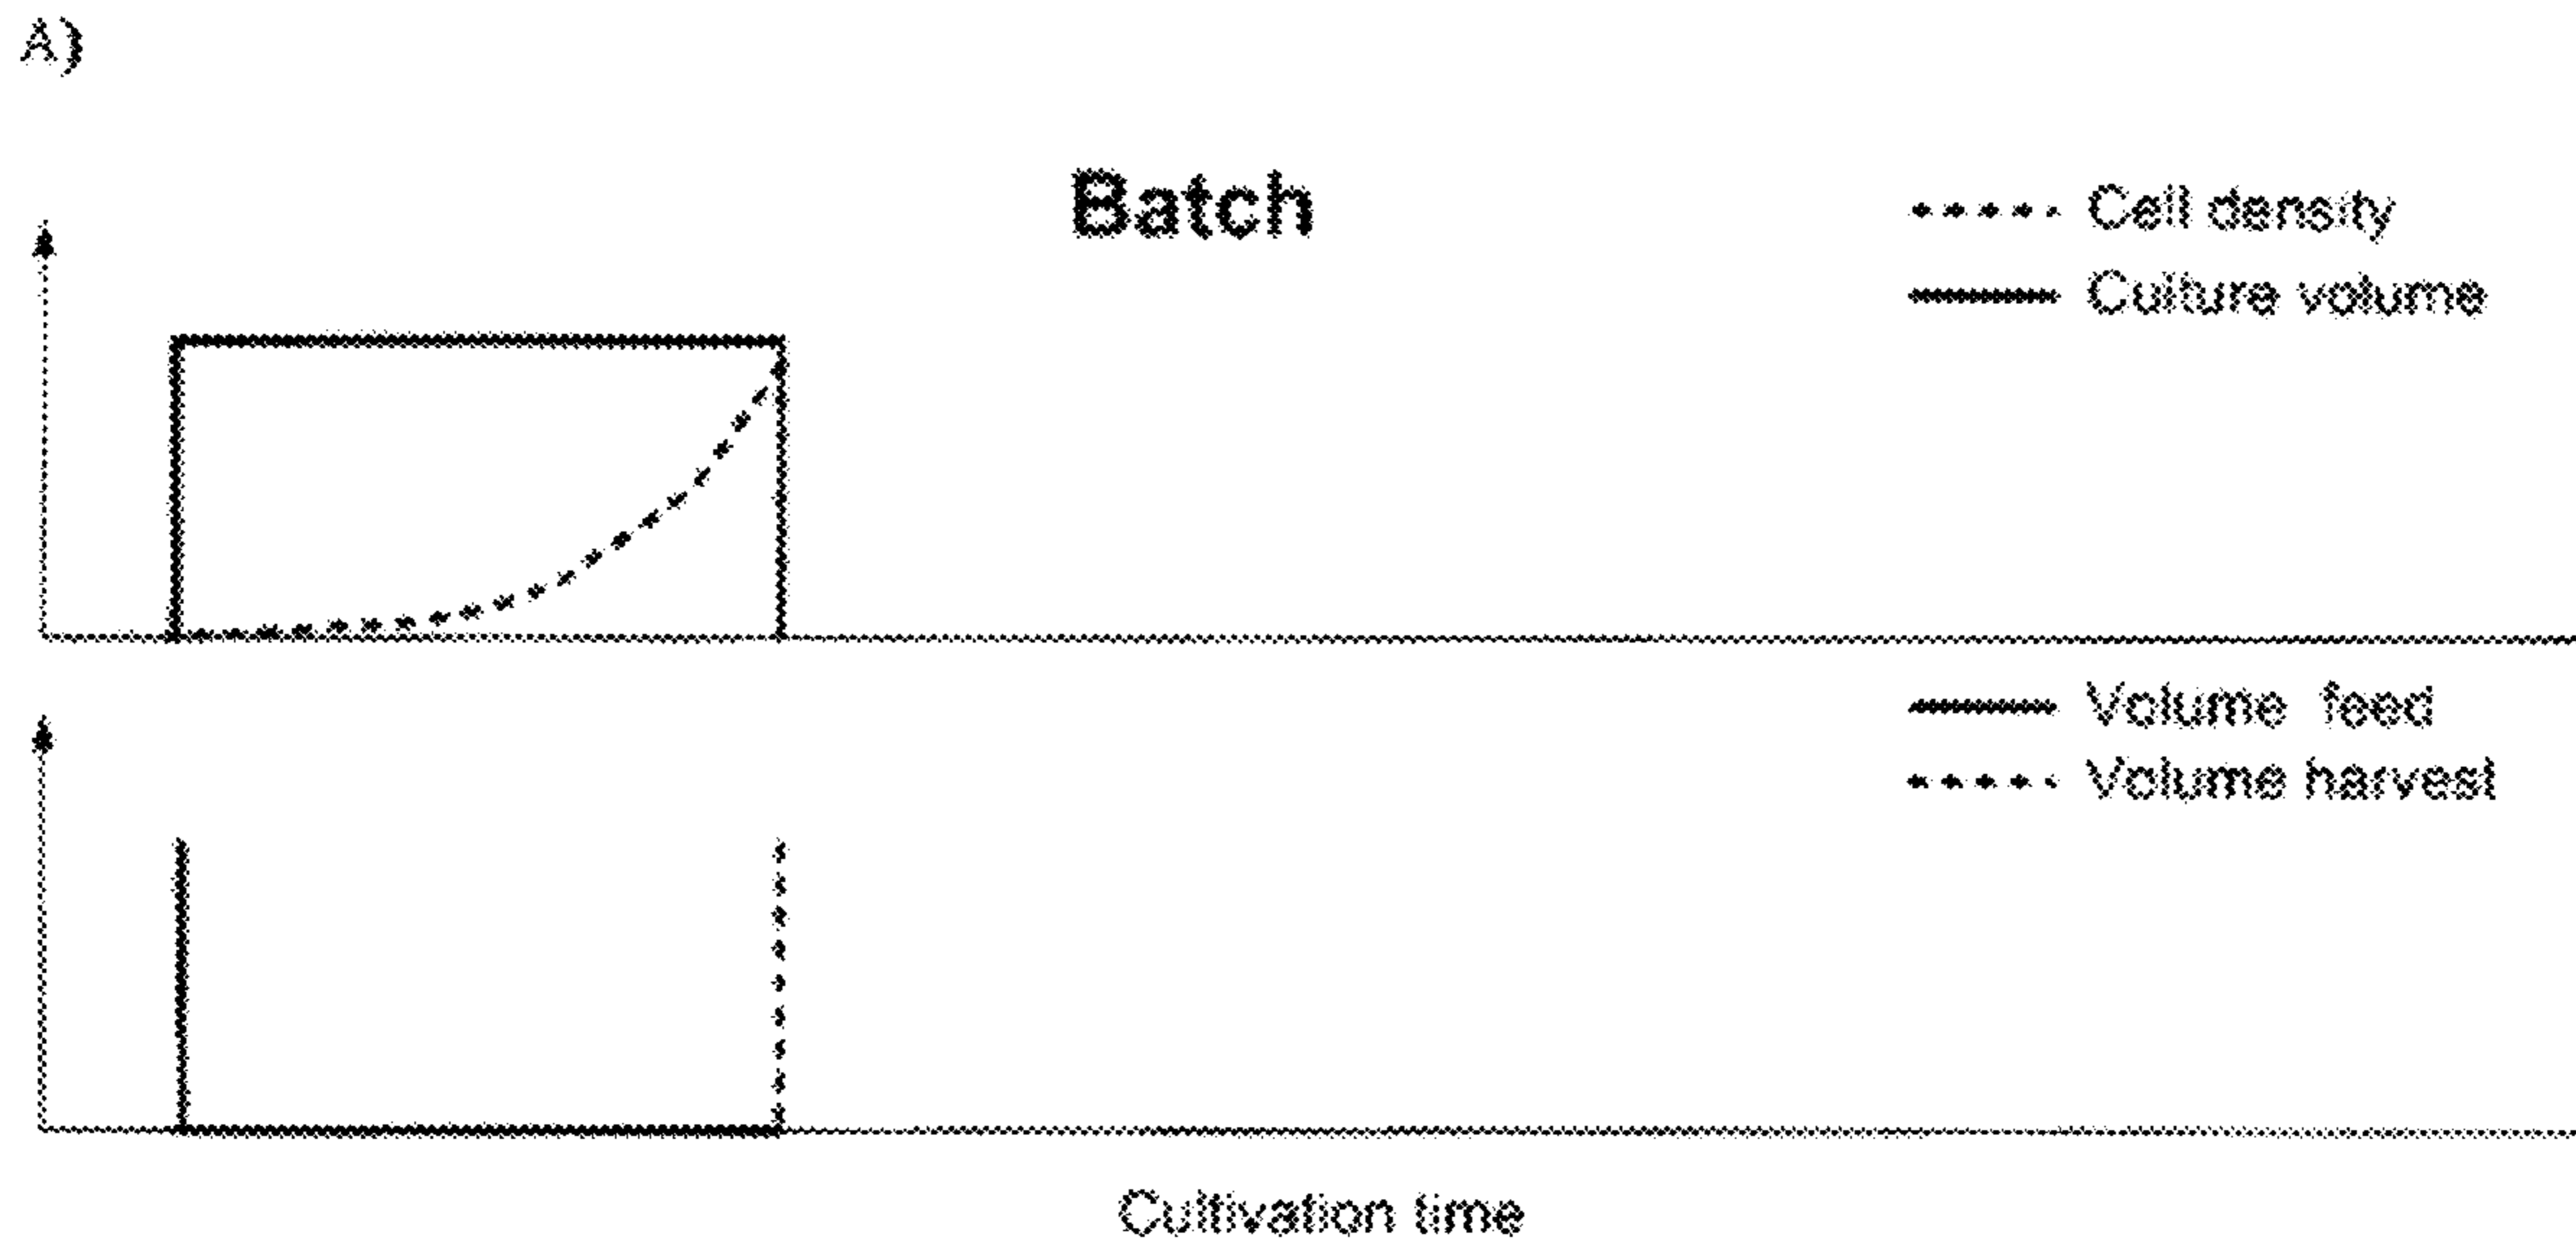 A)
Batch
Cell density
Culture volume
Volume feed
Volume harvest
Cultivation time